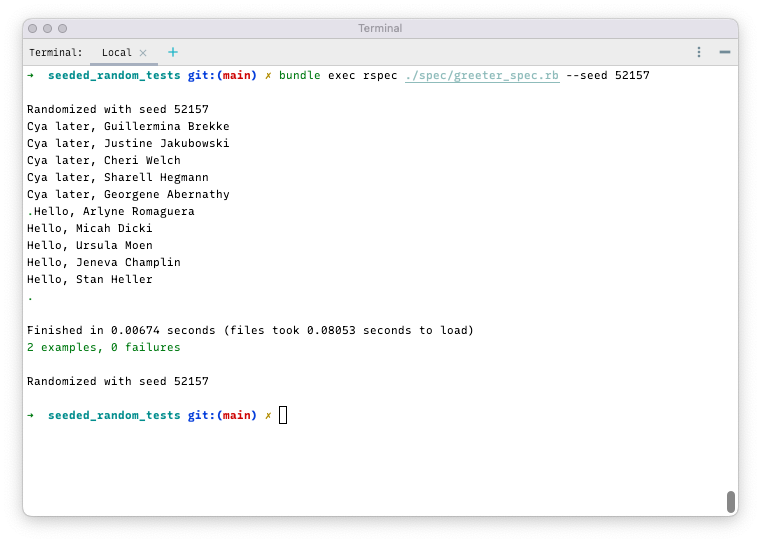 Terminal
Terminal: Local × +
→ seeded_random_tests git:(main) ✗ bundle exec rspec ./spec/greeter_spec.rb --seed 52157
Randomized with seed 52157
Cya later, Guillermina Brekke
Cya later, Justine Jakubowski
Cya later, Cheri Welch
Cya later, Sharell Hegmann
Cya later, Georgene Abernathy
.Hello, Arlyne Romaguera
Hello, Micah Dicki
Hello, Ursula Moen
Hello, Jeneva Champlin
Hello, Stan Heller
.
Finished in 0.00674 seconds (files took 0.08053 seconds to load)
2 examples, 0 failures
Randomized with seed 52157
→ seeded_random_tests git:(main) ✗